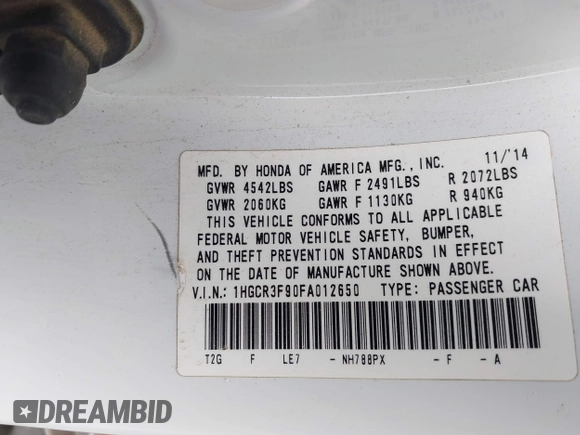 MFD. BY HONDA OF AMERICA MFG., INC. 11/'14
GVWR 4542LBS GAWR F 2491LBS R 2072LBS
GVWR 2060KG GAWR F 1130KG R 940KG
THIS VEHICLE CONFORMS TO ALL APPLICABLE
FEDERAL MOTOR VEHICLE SAFETY, BUMPER,
AND THEFT PREVENTION STANDARDS IN EFFECT
ON THE DATE OF MANUFACTURE SHOWN ABOVE.
V.I.N.: 1HGCR3F90FA012650 TYPE: PASSENGER CAR
T2G F LE7 - NH788PX - F - A
DREAMBID